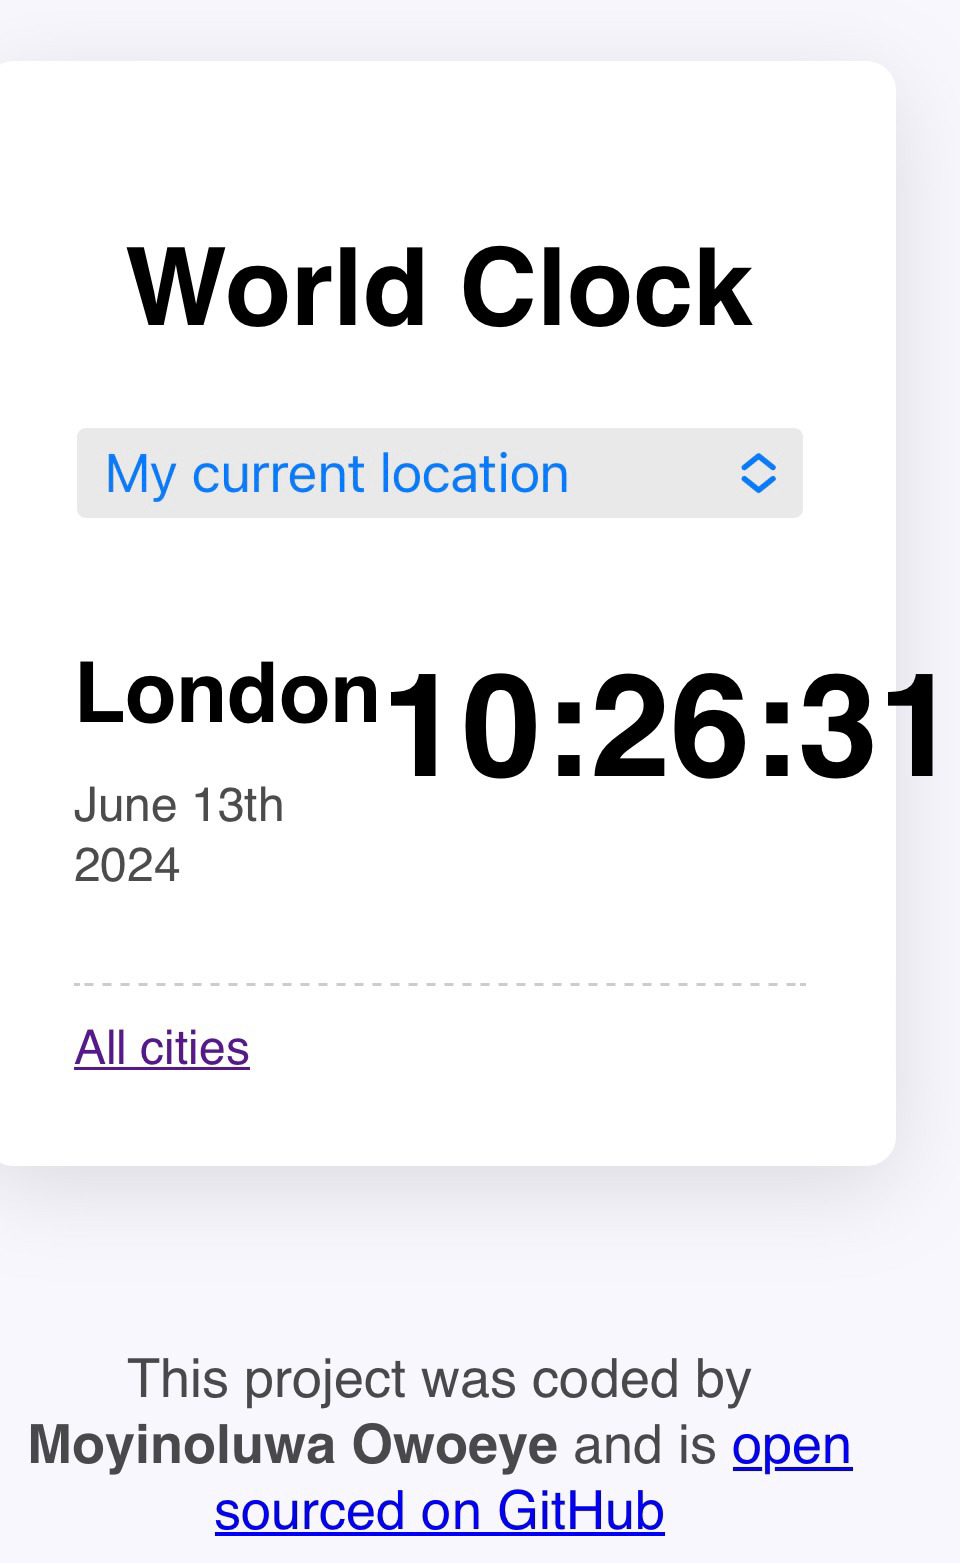 World Clock
My current location
London 10:26:31
June 13th
2024
All cities
This project was coded by
Moyinoluwa Owoeye and is open
sourced on GitHub